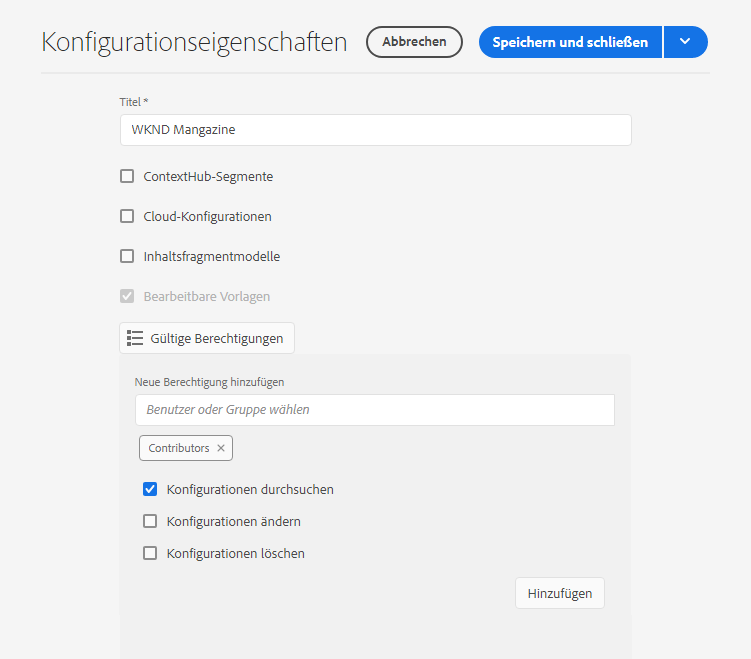 Konfigurationseigenschaften
Abbrechen
Speichern und schließen
Titel *
WKND Mangazine
ContextHub-Segmente
Cloud-Konfigurationen
Inhaltsfragmentmodelle
Bearbeitbare Vorlagen
Gültige Berechtigungen
Neue Berechtigung hinzufügen
Benutzer oder Gruppe wählen
Contributors ×
Konfigurationen durchsuchen
Konfigurationen ändern
Konfigurationen löschen
Hinzufügen